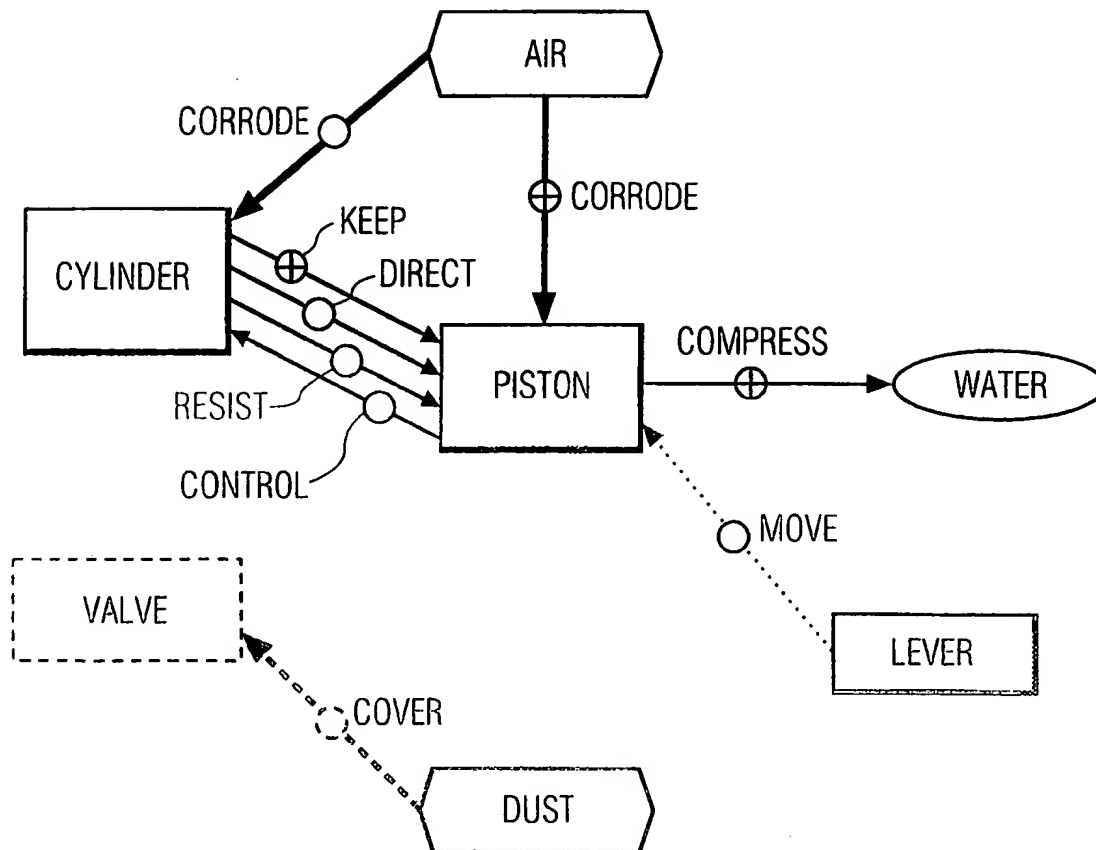 AIR
CORRODE
CORRODE
KEEP
CYLINDER
DIRECT
COMPRESS
PISTON
WATER
RESIST
CONTROL
MOVE
VALVE
LEVER
COVER
DUST